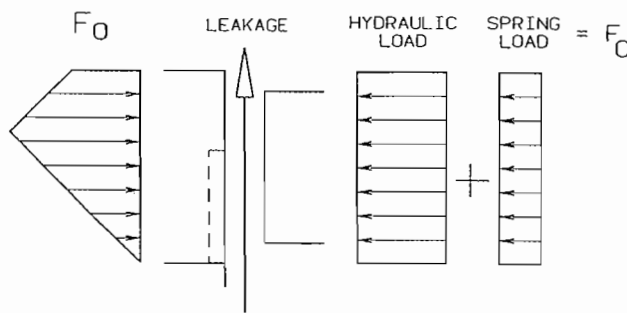 F0
LEAKAGE
HYDRAULIC LOAD
SPRING LOAD
= FC